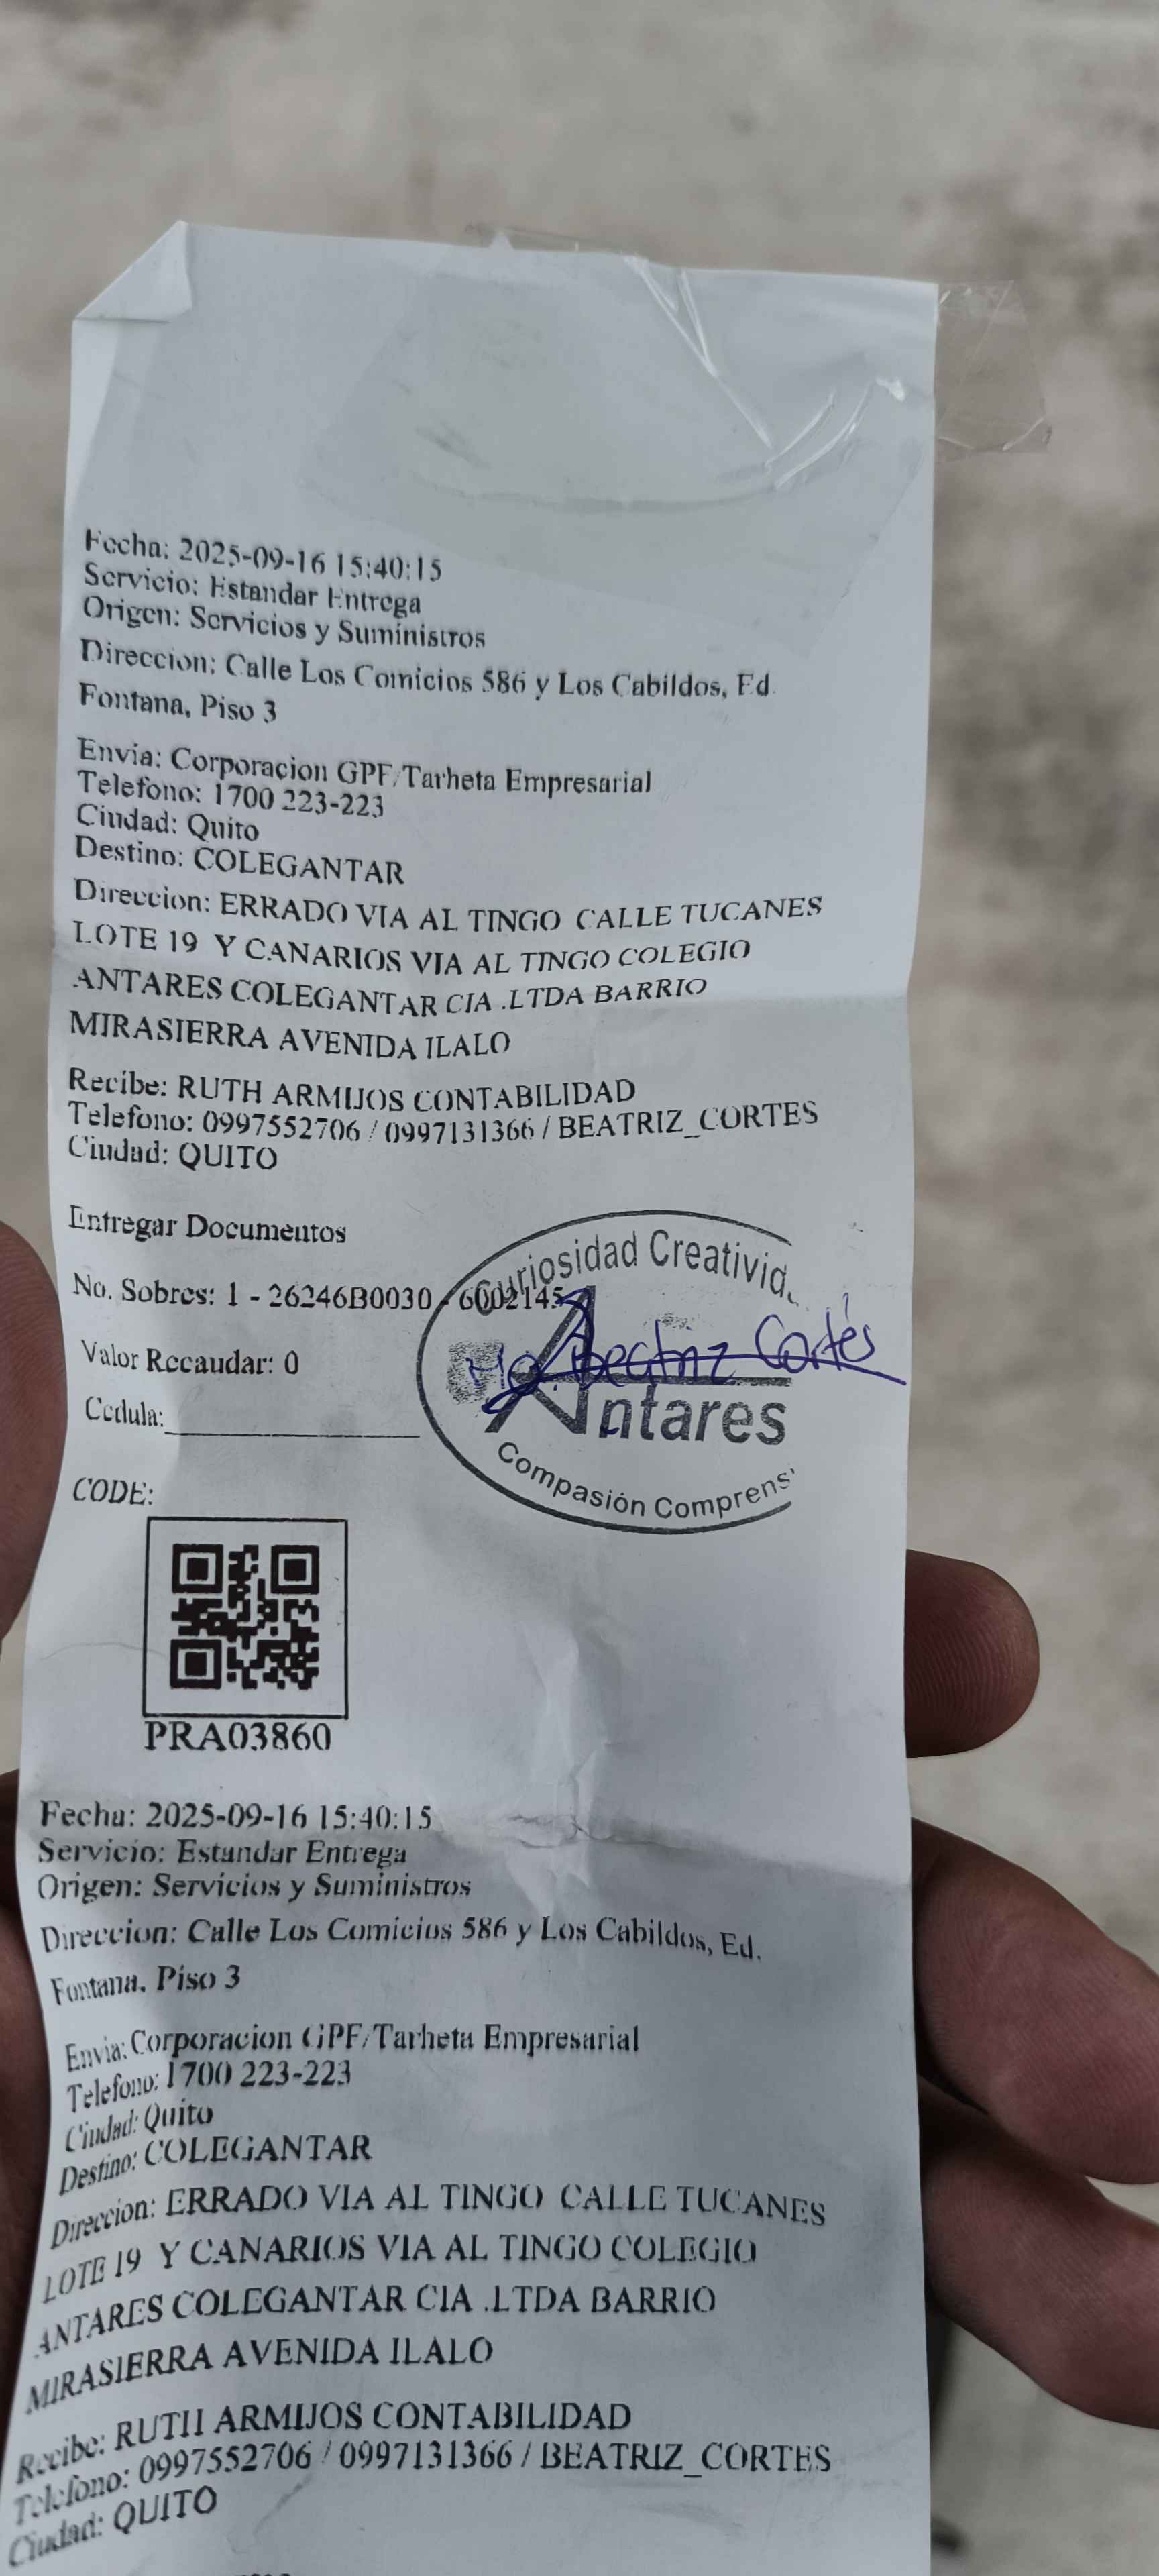 Fecha: 2025-09-16 15:40:15
Servicio: Estandar Entrega
Origen: Servicios y Suministros
Direccion: Calle Los Comicios 586 y Los Cabildos, Ed.
Fontana, Piso 3
Envia: Corporacion GPF/Tarheta Empresarial
Telefono: 1700 223-223
Ciudad: Quito
Destino: COLEGANTAR
Direccion: ERRADO VIA AL TINGO CALLE TUCANES
LOTE 19 Y CANARIOS VIA AL TINGO COLEGIO
ANTARES COLEGANTAR CIA .LTDA BARRIO
MIRASIERRA AVENIDA ILALO
Recibe: RUTH ARMIJOS CONTABILIDAD
Telefono: 0997552706 / 0997131366 / BEATRIZ_CORTES
Ciudad: QUITO
Entregar Documentos
Curiosidad Creativid
No. Sobres: 1 - 26246B0030 - 6002145
Beatriz Cortés
Valor Recaudar: 0
Antares
Cedula:
Compasión Comprens
CODE:
PRA03860
Fecha: 2025-09-16 15:40:15
Servicio: Estandar Entrega
Origen: Servicios y Suministros
Direccion: Calle Los Comicios 586 y Los Cabildos, Ed.
Fontana, Piso 3
Envia: Corporacion GPF/Tarheta Empresarial
Telefono: 1700 223-223
Ciudad: Quito
Destino: COLEGANTAR
Direccion: ERRADO VIA AL TINGO CALLE TUCANES
LOTE 19 Y CANARIOS VIA AL TINGO COLEGIO
ANTARES COLEGANTAR CIA .LTDA BARRIO
MIRASIERRA AVENIDA ILALO
Recibe: RUTH ARMIJOS CONTABILIDAD
Telefono: 0997552706 / 0997131366 / BEATRIZ_CORTES
Ciudad: QUITO